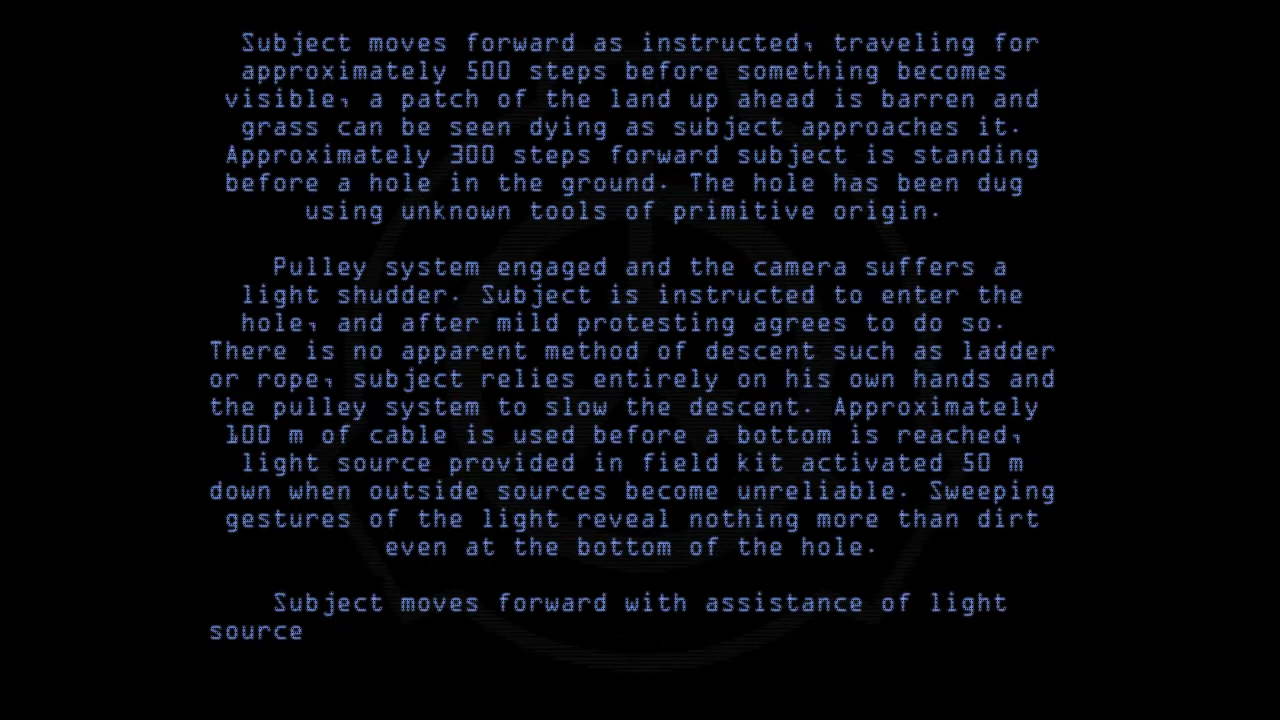 Subject moves forward as instructed, traveling for
approximately 500 steps before something becomes
visible, a patch of the land up ahead is barren and
grass can be seen dying as subject approaches it.
Approximately 300 steps forward subject is standing
before a hole in the ground. The hole has been dug
using unknown tools of primitive origin.
Pulley system engaged and the camera suffers a
light shudder. Subject is instructed to enter the
hole, and after mild protesting agrees to do so.
There is no apparent method of descent such as ladder
or rope, subject relies entirely on his own hands and
the pulley system to slow the descent. Approximately
100 m of cable is used before a bottom is reached,
light source provided in field kit activated 50 m
down when outside sources become unreliable. Sweeping
gestures of the light reveal nothing more than dirt
even at the bottom of the hole.
Subject moves forward with assistance of light
source